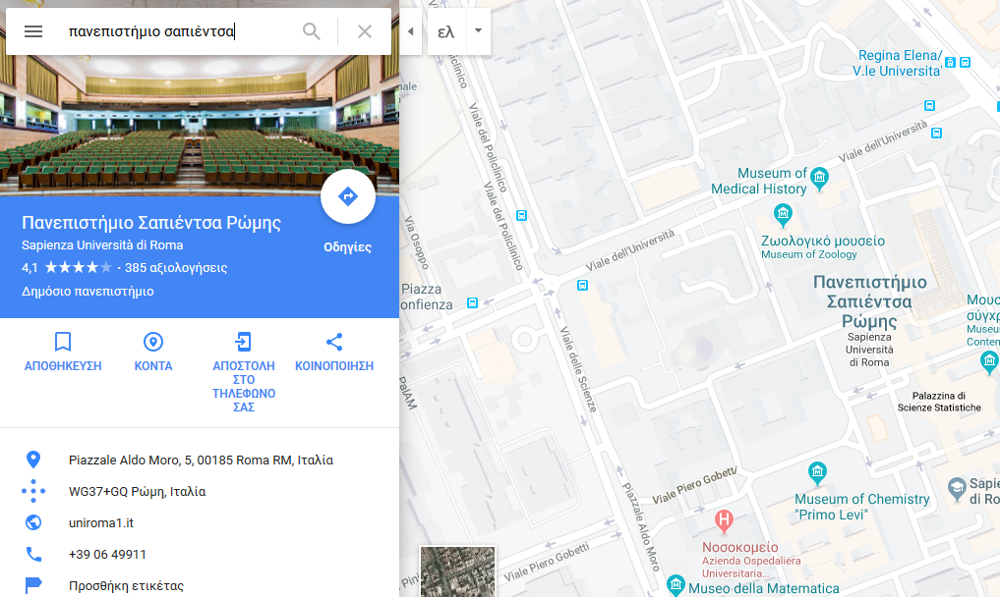 πανεπιστήμιο σαπιέντσα
ελ
Πανεπιστήμιο Σαπιέντσα Ρώμης
Sapienza Università di Roma
4,1 ★★★★★ · 385 αξιολογήσεις
Δημόσιο πανεπιστήμιο
Οδηγίες
ΑΠΟΘΗΚΕΥΣΗ
ΚΟΝΤΑ
ΑΠΟΣΤΟΛΗ
ΣΤΟ
ΤΗΛΕΦΩΝΟ
ΣΑΣ
ΚΟΙΝΟΠΟΙΗΣΗ
Piazzale Aldo Moro, 5, 00185 Roma RM, Ιταλία
WG37+GQ Ρώμη, Ιταλία
uniroma1.it
+39 06 49911
Προσθήκη ετικέτας
Regina Elena/
V.le Universita'
Viale dell'Università
Museum of
Medical History
Ζωολογικό μουσείο
Museum of Zoology
Viale del Policlinico
Viale del Policlinico
Via Osoppo
Viale dell'Università
Piazza
onfienza
Πανεπιστήμιο
Σαπιέντσα
Ρώμης
Sapienza
Università
di Roma
Μουσ
σύγχρ
Museu
Conten
Viale delle Scienze
PalAM
Palazzina di
Scienze Statistiche
Viale Piero Gobetti
Piazzale Aldo Moro
Museum of Chemistry
"Primo Levi"
Sapie
di Ro
H
Νοσοκομείο
Azienda Ospedaliera
Universitaria...
Viale Piero Gobetti
Museo della Matematica